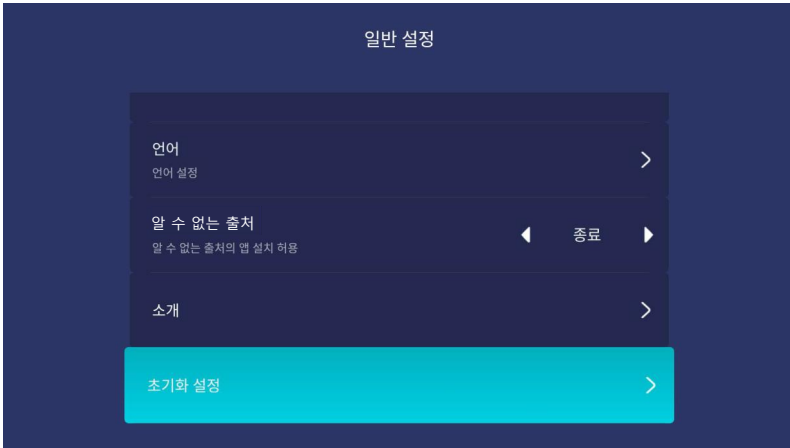 일반 설정
언어
언어 설정
알 수 없는 출처
알 수 없는 출처의 앱 설치 허용
종료
소개
초기화 설정